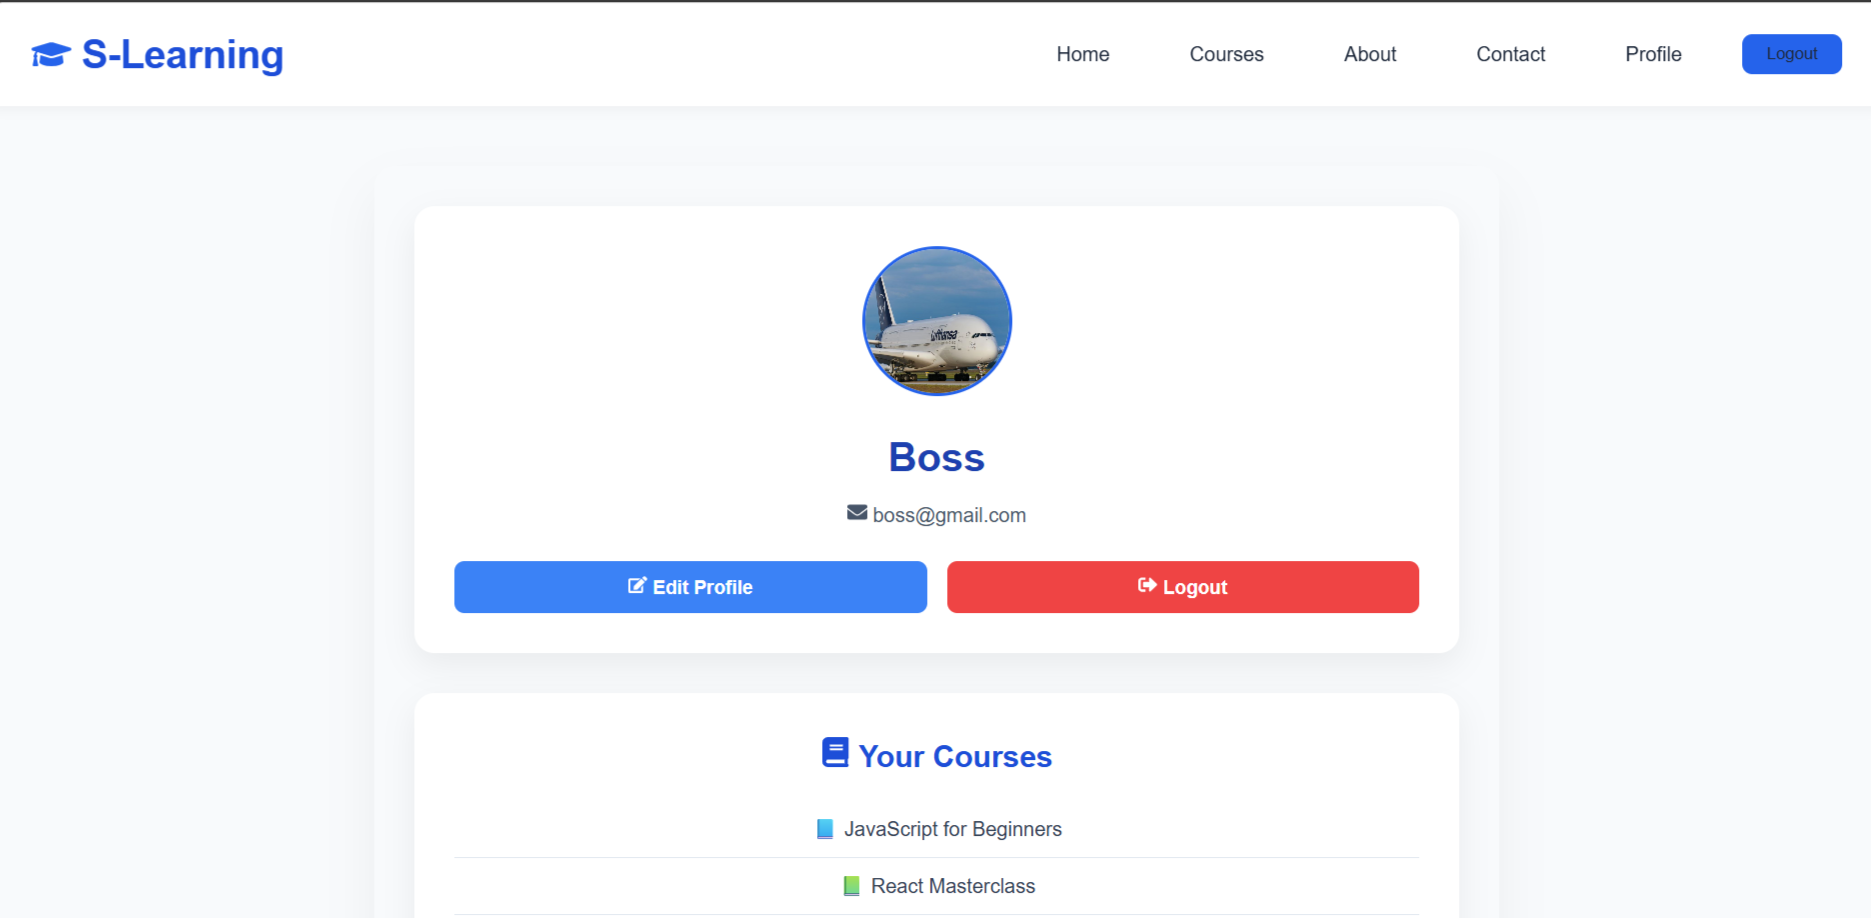 S-Learning
Home Courses About Contact Profile Logout
Lufthansa
Boss
boss@gmail.com
Edit Profile Logout
Your Courses
JavaScript for Beginners
React Masterclass